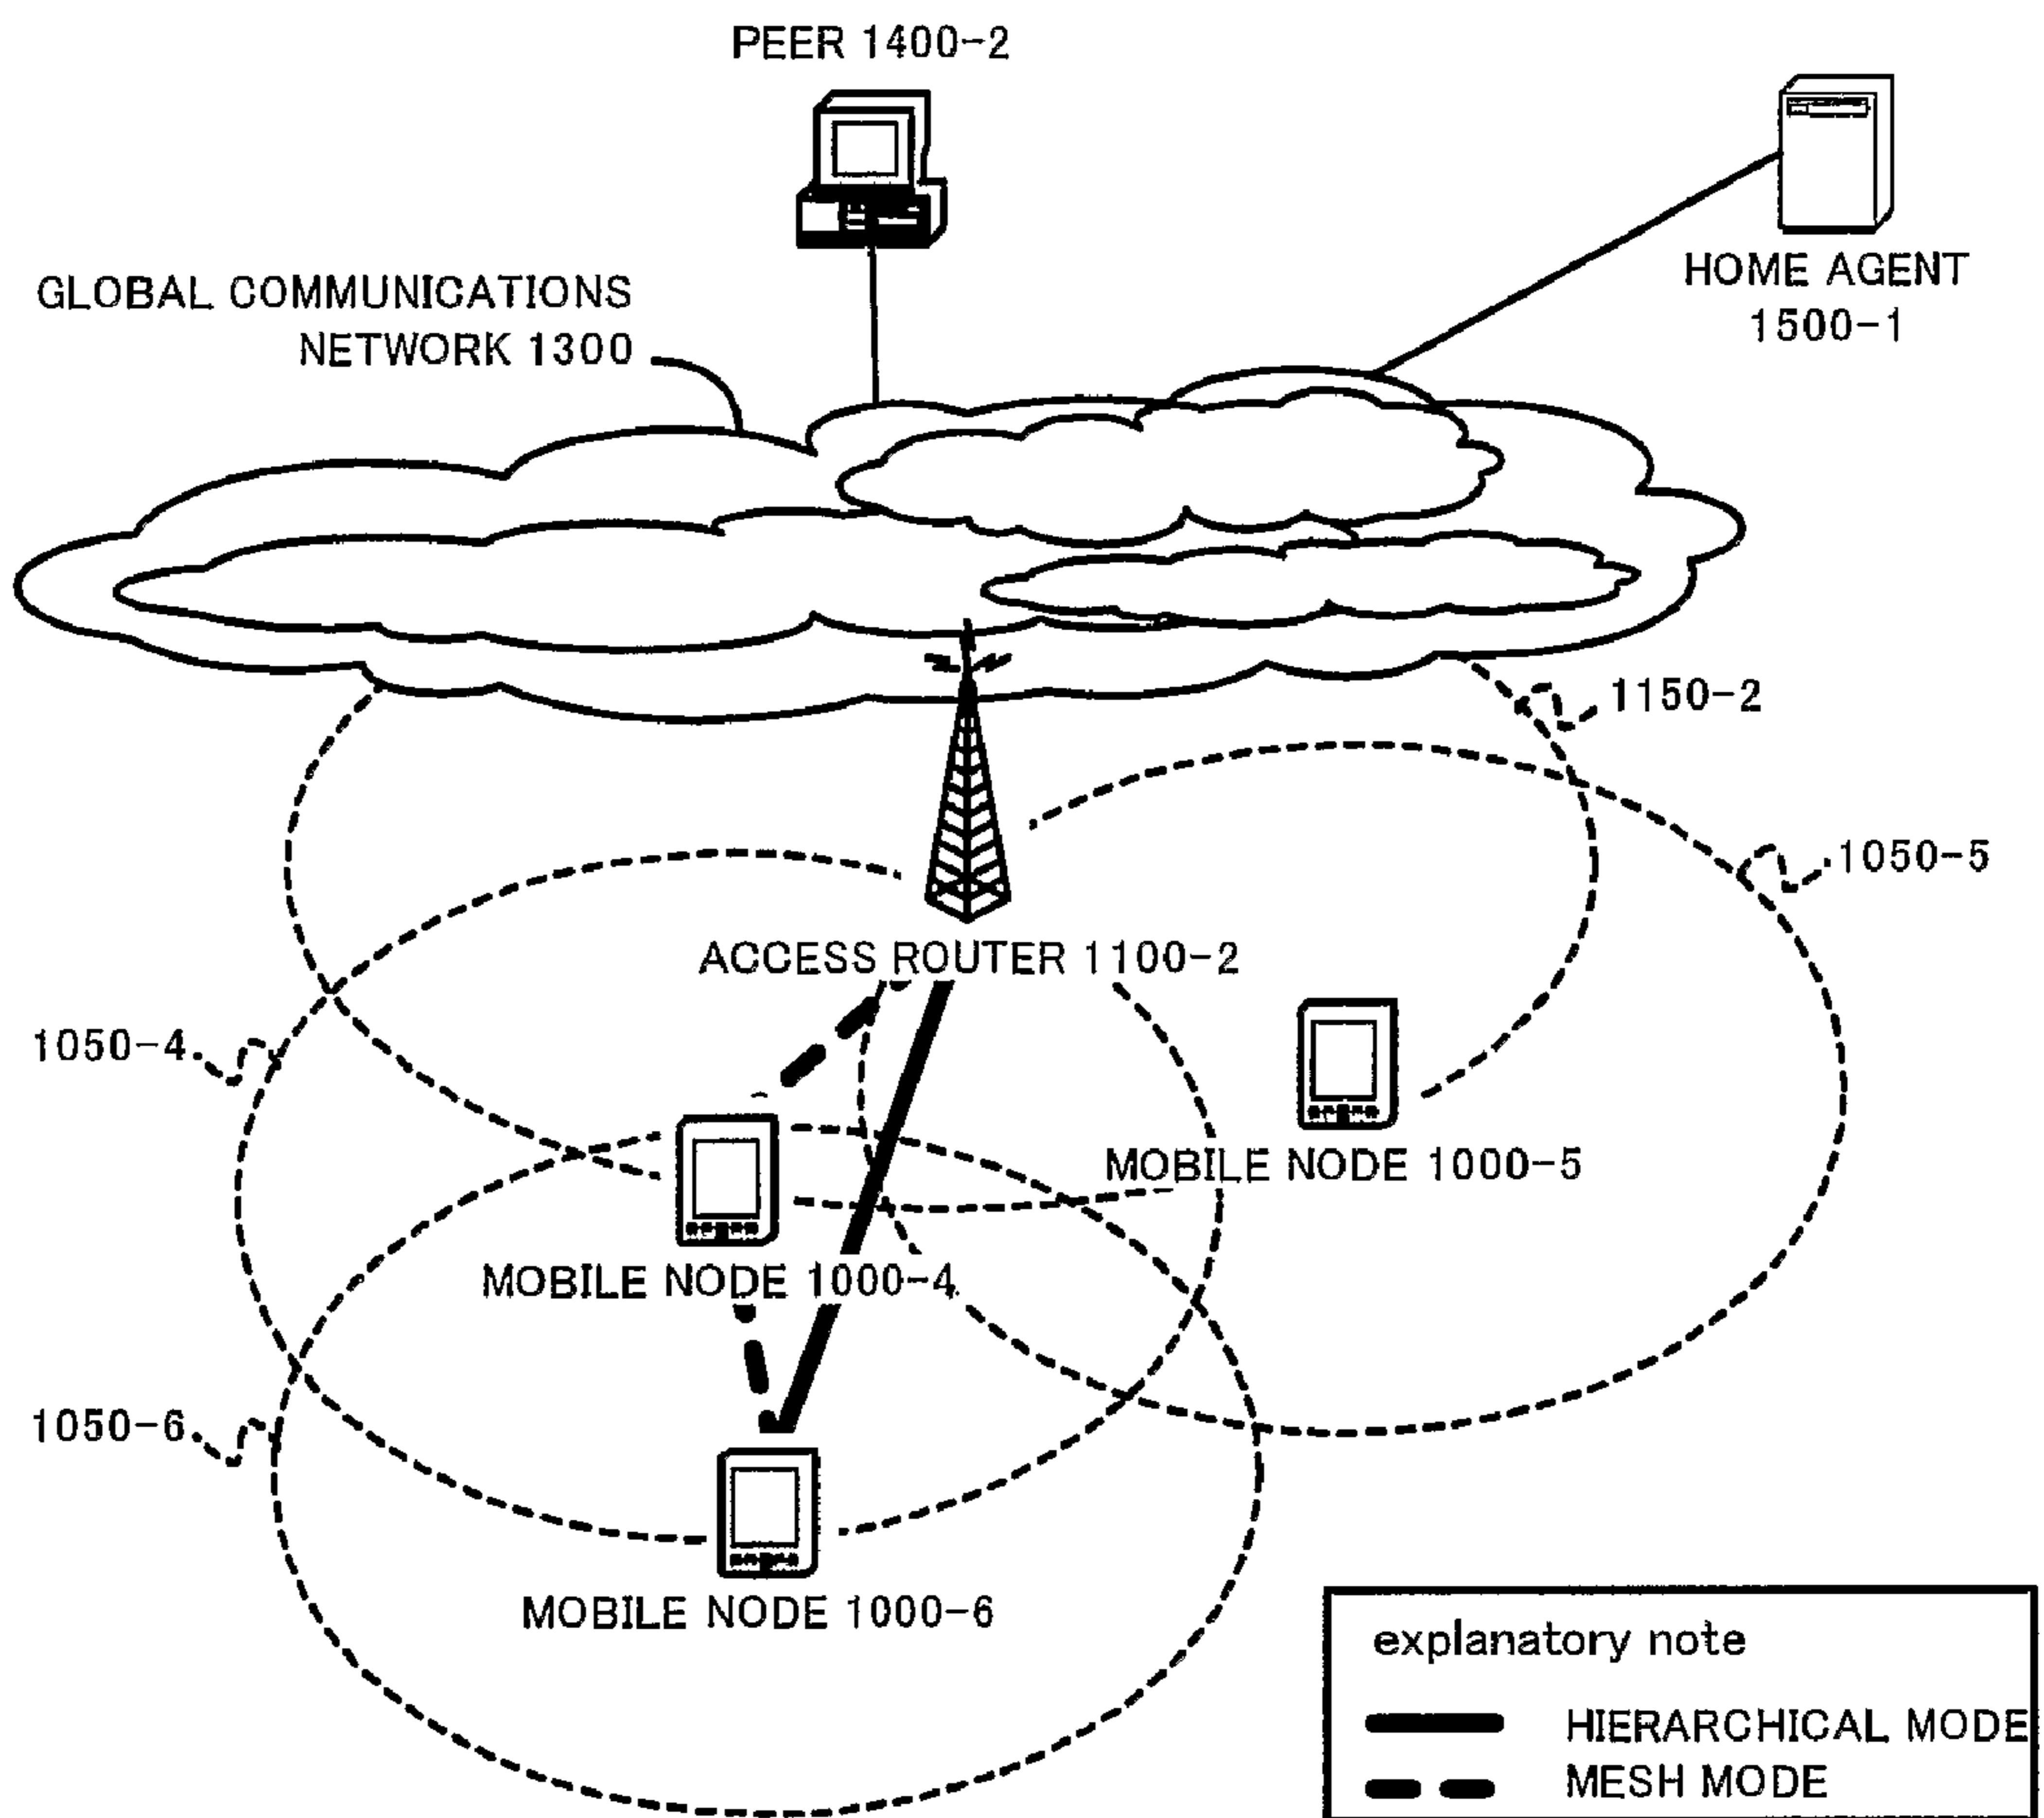 PEER 1400-2
HOME AGENT
1500-1
GLOBAL COMMUNICATIONS
NETWORK 1300
1150-2
1050-5
ACCESS ROUTER 1100-2
1050-4
MOBILE NODE 1000-5
MOBILE NODE 1000-4
1050-6
MOBILE NODE 1000-6
explanatory note
HIERARCHICAL MODE
MESH MODE